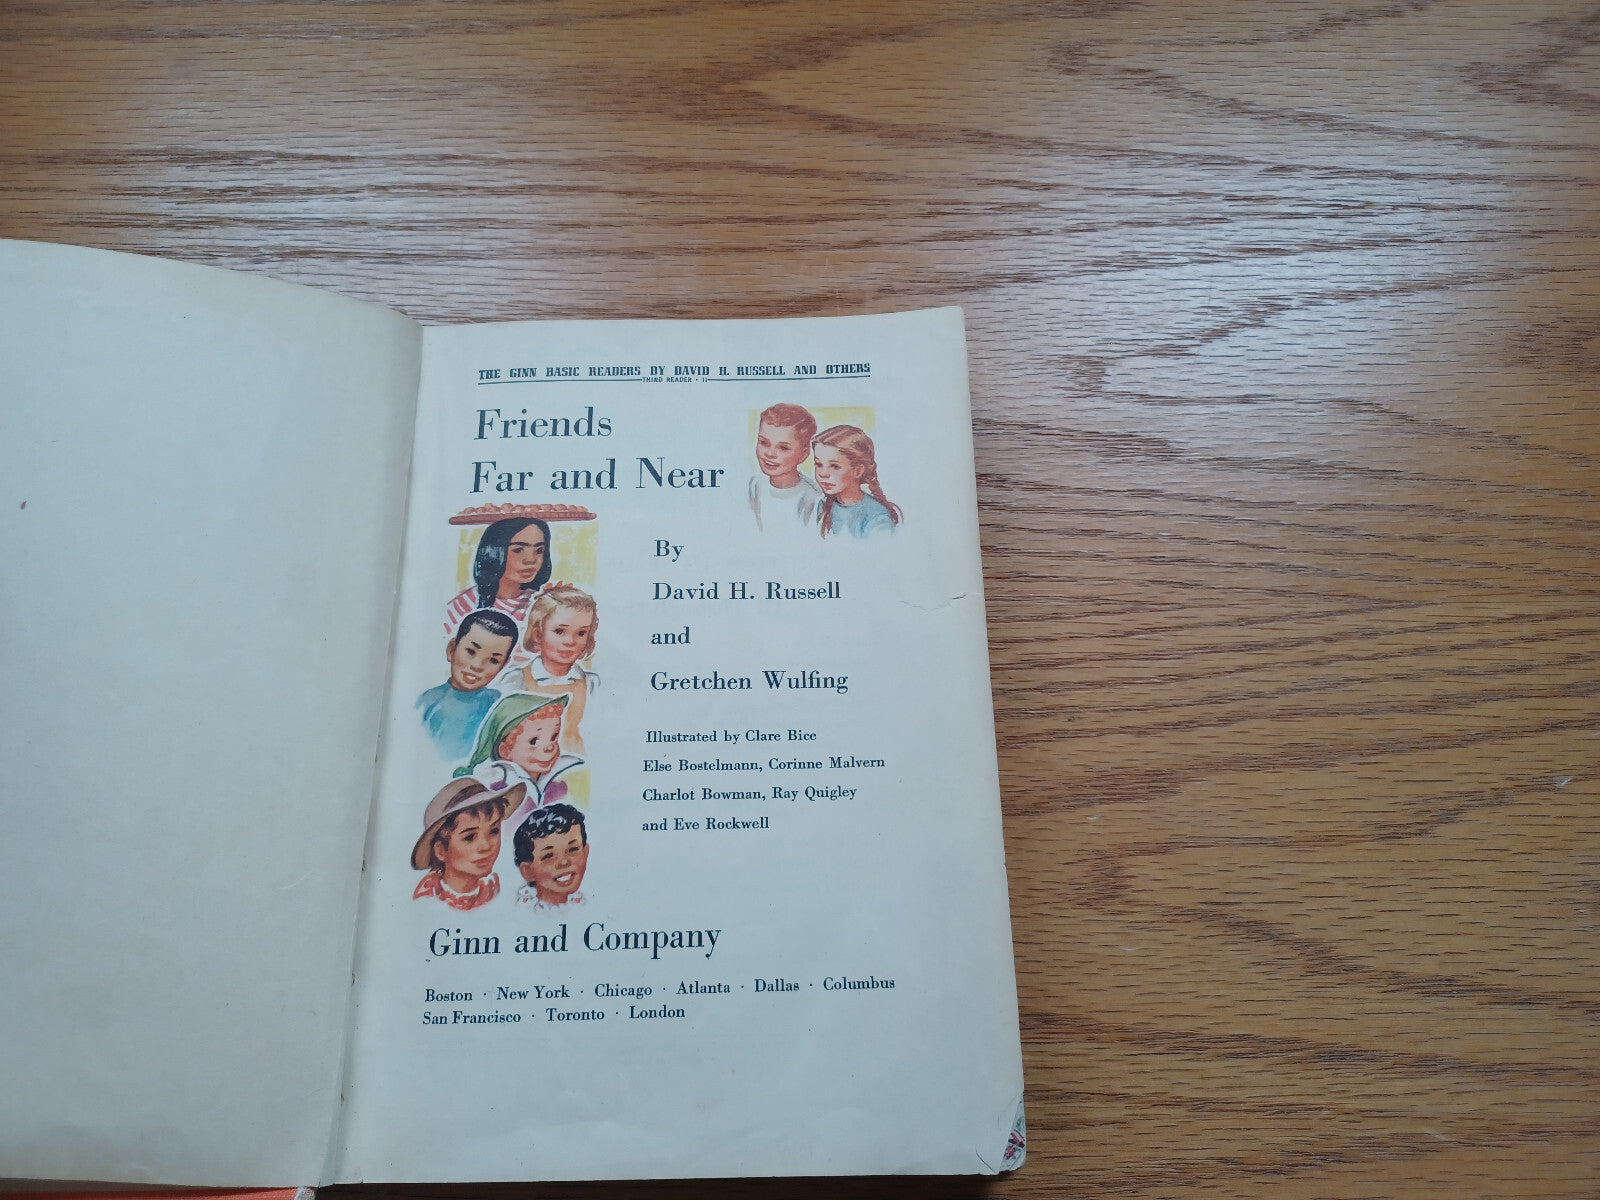 THE GINN BASIC READERS BY DAVID H. RUSSELL AND OTHERS
THIRD READER · II
Friends
Far and Near
By
David H. Russell
and
Gretchen Wulfing
Illustrated by Clare Bice
Else Bostelmann, Corinne Malvern
Charlot Bowman, Ray Quigley
and Eve Rockwell
Ginn and Company
Boston · New York · Chicago · Atlanta · Dallas · Columbus
San Francisco · Toronto · London